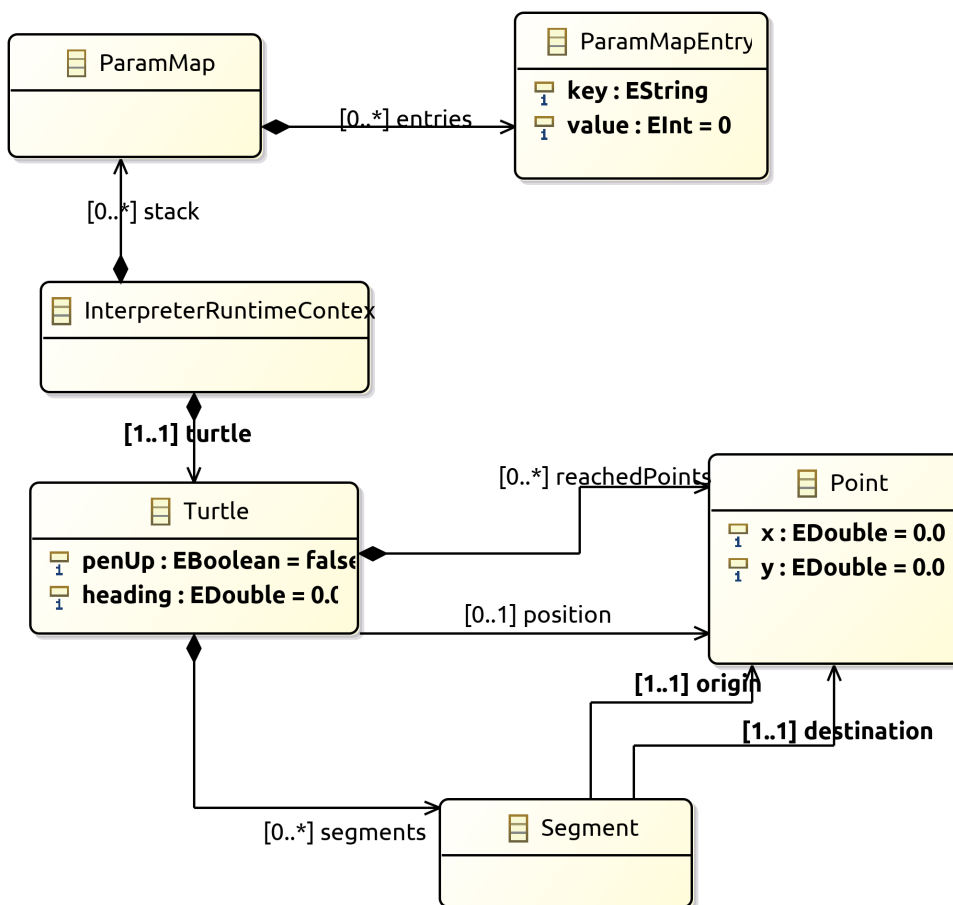 ParamMap
ParamMapEntry
key : EString
value : EInt = 0
[0..*] entries
[0..*] stack
InterpreterRuntimeContex
[1..1] turtle
Turtle
penUp : EBoolean = false
heading : EDouble = 0.0
[0..*] reachedPoints
Point
x : EDouble = 0.0
y : EDouble = 0.0
[0..1] position
[1..1] origin
[1..1] destination
[0..*] segments
Segment